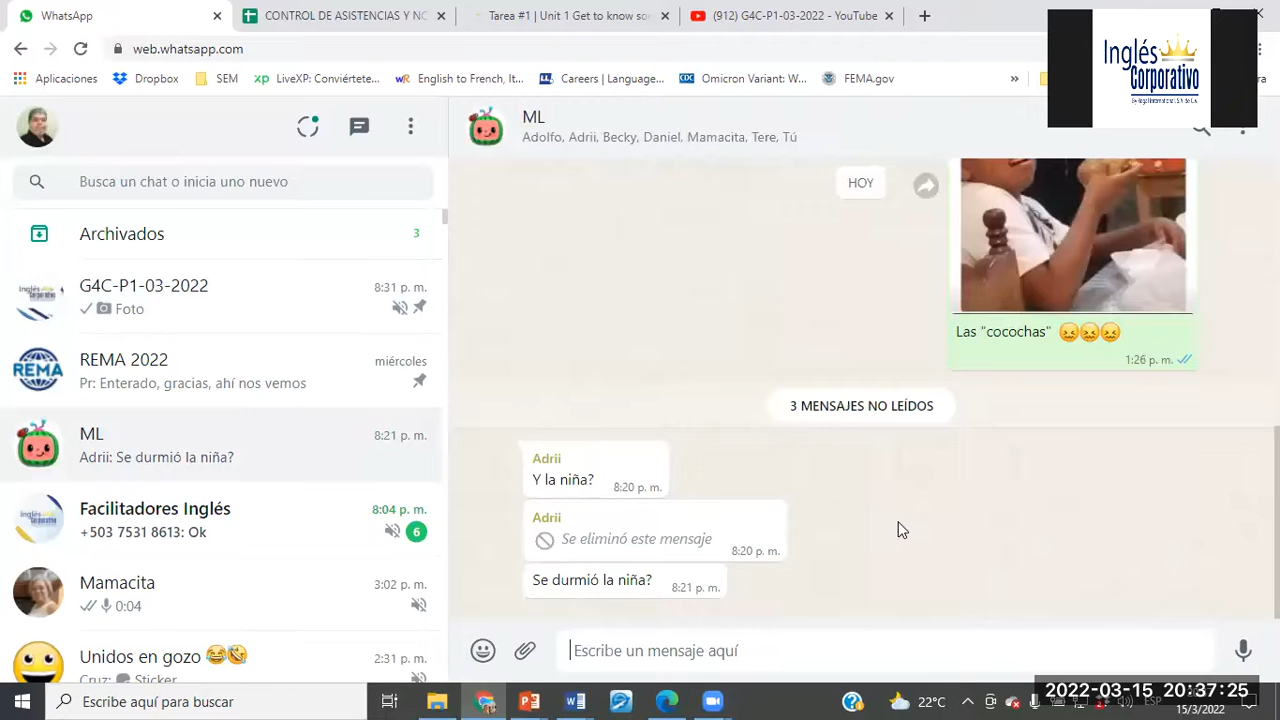 WhatsApp
CONTROL DE ASISTENCIAS Y NC
Tarea #1 | Unit 1 Get to know so
(912) G4C-P1-03-2022 - YouTube
web.whatsapp.com
Aplicaciones
Dropbox
SEM
LiveXP: Conviértete...
English to French, It...
Careers | Language...
Omicron Variant: W...
FEMA.gov
Inglés
Corporativo
ML
Adolfo, Adrii, Becky, Daniel, Mamacita, Tere, Tú
Busca un chat o inicia uno nuevo
Archivados
3
G4C-P1-03-2022
8:31 p. m.
Foto
REMA 2022
miércoles
Pr: Enterado, gracias, ahí nos vemos
ML
8:21 p. m.
Adrii: Se durmió la niña?
Facilitadores Inglés
8:04 p. m.
+503 7531 8613: Ok
6
Mamacita
3:02 p. m.
0:04
Unidos en gozo 😂🤣
2:31 p. m.
Cruz: Sticker
HOY
Las "cocochas" 😖😖😖
1:26 p. m.
3 MENSAJES NO LEÍDOS
Adrii
Y la niña?
8:20 p. m.
Adrii
Se eliminó este mensaje
8:20 p. m.
Se durmió la niña?
8:21 p. m.
Escribe un mensaje aquí
Escribe aquí para buscar
22°C
ESP
2022-03-15 20:37:25
15/3/2022